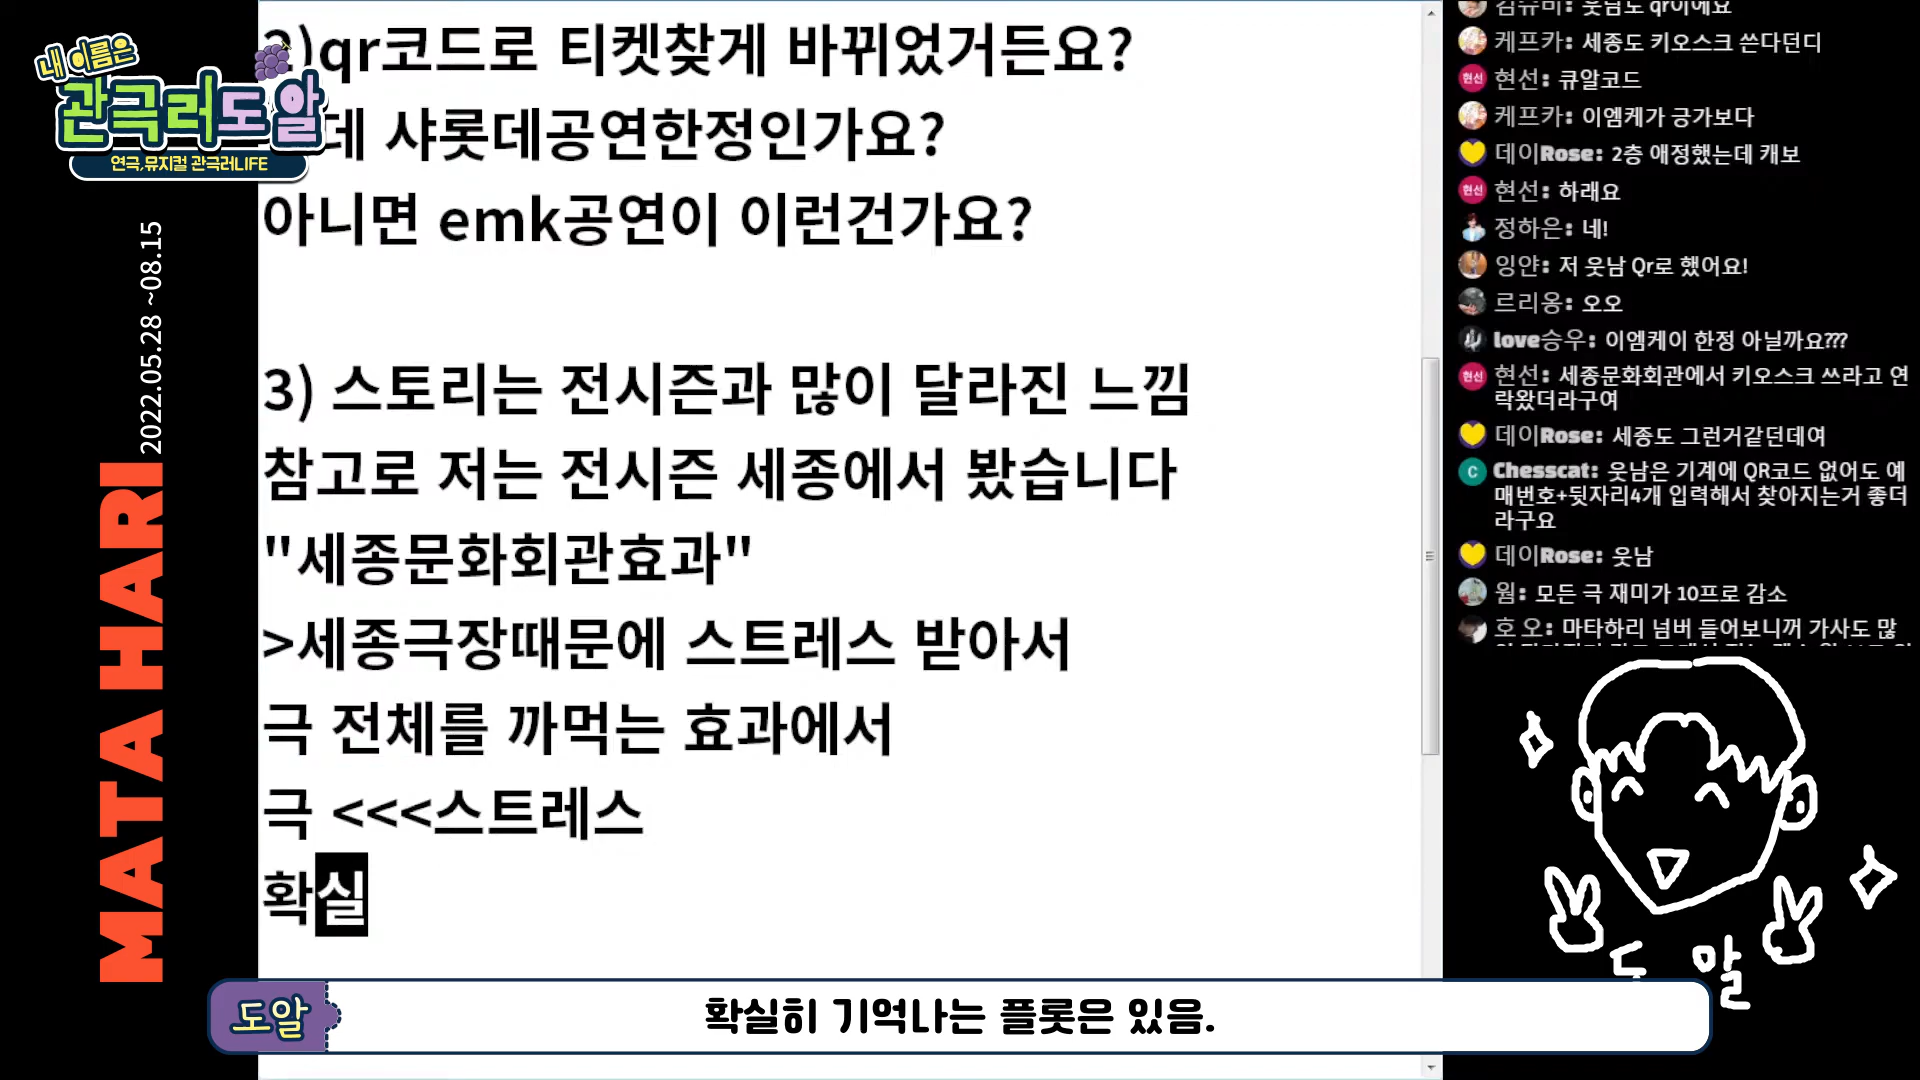 내 이름은
관극러도알
연극,뮤지컬 관극러LIFE
2022.05.28 ~08.15
MATA HARI
2)qr코드로 티켓찾게 바뀌었거든요?
데 샤롯데공연한정인가요?
아니면 emk공연이 이런건가요?
3) 스토리는 전시즌과 많이 달라진 느낌
참고로 저는 전시즌 세종에서 봤습니다
"세종문화회관효과"
>세종극장때문에 스트레스 받아서
극 전체를 까먹는 효과에서
극 <<<스트레스
확실
김뉴비: 웃남도 qr이에요
케프카: 세종도 키오스크 쓴다던디
현선: 큐알코드
케프카: 이엠케가 긍가보다
데이Rose: 2층 애정했는데 캐보
현선: 하래요
정하은: 네!
잉얀: 저 웃남 Qr로 했어요!
르리옹: 오오
love승우: 이엠케이 한정 아닐까요???
현선: 세종문화회관에서 키오스크 쓰라고 연
락왔더라구여
데이Rose: 세종도 그런거같던데여
C Chesscat: 웃남은 기계에 QR코드 없어도 예
매번호+뒷자리4개 입력해서 찾아지는거 좋더
라구요
데이Rose: 웃남
웜: 모든 극 재미가 10프로 감소
호 오: 마타하리 넘버 들어보니꺼 가사도 많
도 알
도알
확실히 기억나는 플롯은 있음.